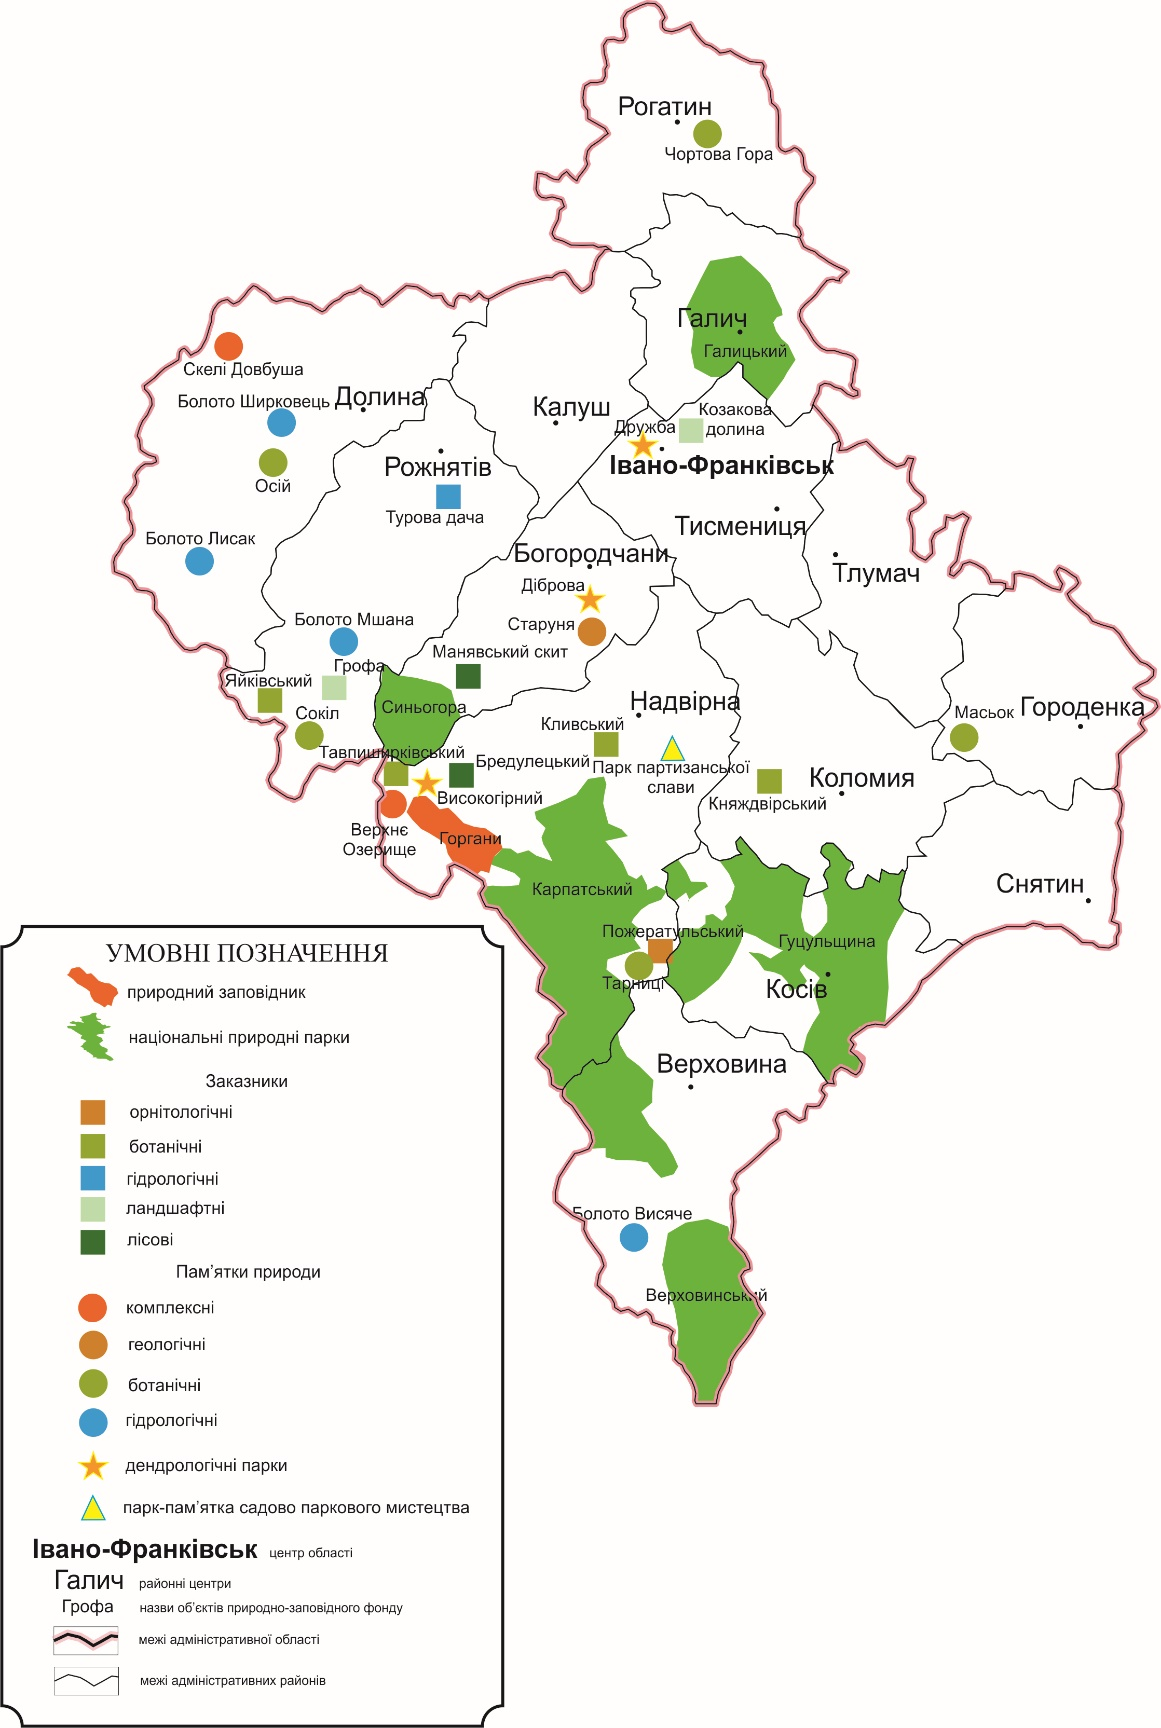 Рогатин
Чортова Гора
Галич
Галицький
Скелі Довбуша
Болото Ширковець
Долина
Калуш
Козакова
долина
Дружба
Рожнятів
Івано-Франківськ
Осій
Турова дача
Тисмениця
Болото Лисак
Богородчани
Тлумач
Діброва
Болото Мшана
Старуня
Манявський скит
Грофа
Яйківський
Синьогора
Сокіл
Надвірна
Городенка
Масьок
Кливський
Тавпиширківський
Бредулецький
Парк партизанської
слави
Коломия
Високогірний
Княждвірський
Верхнє
Озерище
Горгани
Карпатський
Снятин
Пожератульський
Гуцульщина
Тарниці
Косів
Верховина
Болото Висяче
Верховинський
УМОВНІ ПОЗНАЧЕННЯ
природний заповідник
національні природні парки
Заказники
орнітологічні
ботанічні
гідрологічні
ландшафтні
лісові
Пам'ятки природи
комплексні
геологічні
ботанічні
гідрологічні
дендрологічні парки
парк-пам'ятка садово паркового мистецтва
Івано-Франківськ центр області
Галич районні центри
Грофа назви об'єктів природно-заповідного фонду
межі адміністративної області
межі адміністративних районів